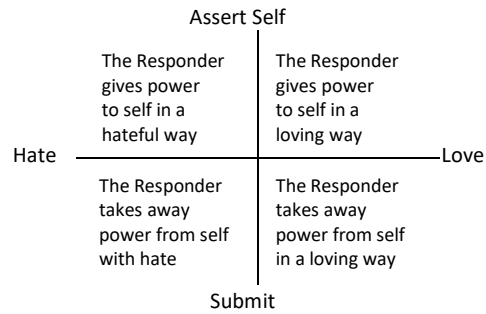 Assert Self
The Responder
gives power
to self in a
hateful way
The Responder
gives power
to self in a
loving way
Hate
Love
The Responder
takes away
power from self
with hate
The Responder
takes away
power from self
in a loving way
Submit